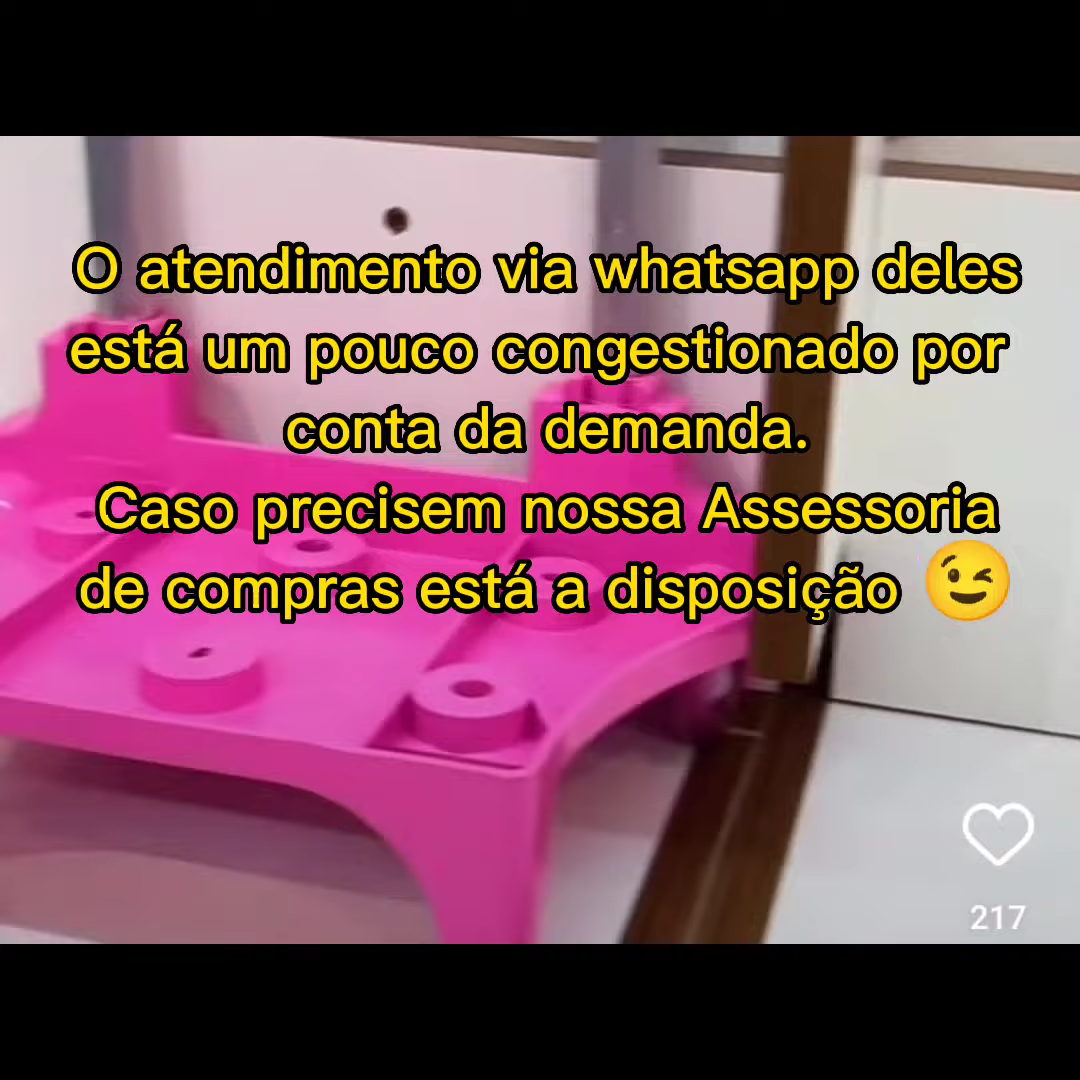 O atendimento via whatsapp deles
está um pouco congestionado por
conta da demanda.
Caso precisem nossa Assessoria
de compras está a disposição 😉
217